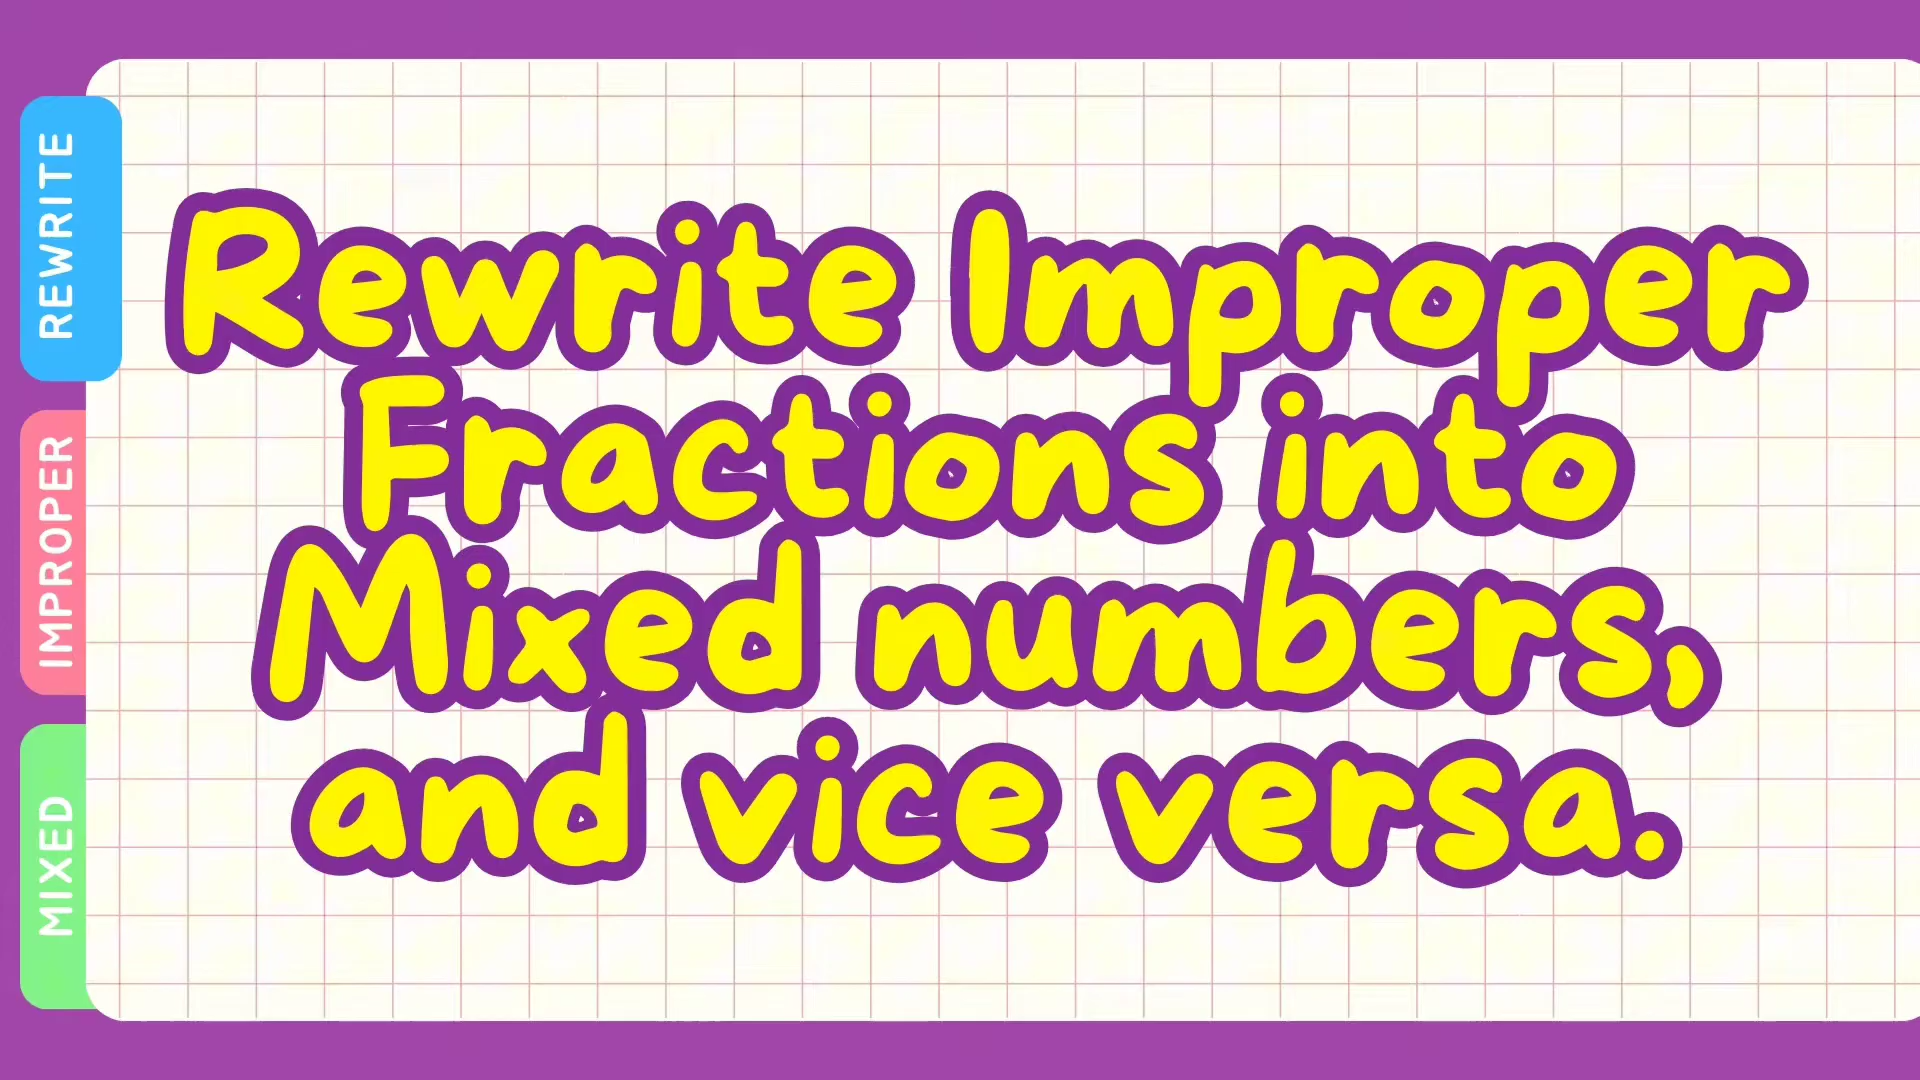 REWRITE
IMPROPER
MIXED
Rewrite Improper
Fractions into
Mixed numbers,
and vice versa.